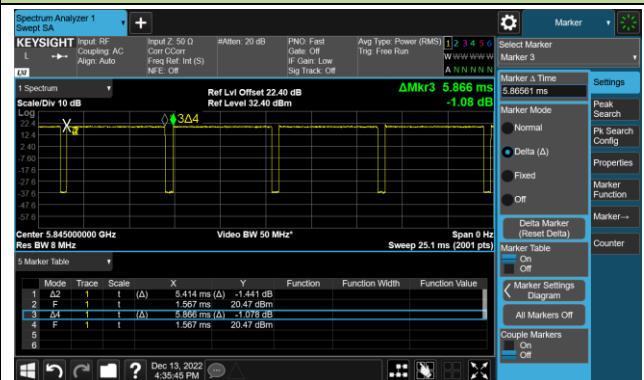 Spectrum Analyzer 1
Swept SA
+
Marker
KEYSIGHT
Input: RF
Coupling: AC
Align: Auto
Input Z: 50 Ω
Corr CCorr
Freq Ref: Int (S)
NFE: Off
#Atten: 20 dB
PNO: Fast
Gate: Off
IF Gain: Low
Sig Track: Off
Avg Type: Power (RMS)
Trig: Free Run
1 2 3 4 5 6
W W W W W W
A N N N N N
L
LXI
Select Marker
Marker 3
1 Spectrum
Scale/Div 10 dB
Log
Ref Lvl Offset 22.40 dB
Ref Level 32.40 dBm
ΔMkr3 5.866 ms
-1.08 dB
22.4
12.4
2.40
-7.60
-17.6
-27.6
-37.6
-47.6
-57.6
3Δ4
Center 5.845000000 GHz
Res BW 8 MHz
Video BW 50 MHz*
Span 0 Hz
Sweep 25.1 ms (2001 pts)
5 Marker Table
Mode Trace Scale X Y Function Function Width Function Value
1 Δ2 1 t (Δ) 5.414 ms (Δ) -1.441 dB
2 F 1 t 1.567 ms 20.47 dBm
3 Δ4 1 t (Δ) 5.866 ms (Δ) -1.078 dB
4 F 1 t 1.567 ms 20.47 dBm
5
6
Marker Δ Time
5.86561 ms
Marker Mode
Normal
Delta (Δ)
Fixed
Off
Delta Marker
(Reset Delta)
Marker Table
On
Off
Marker Settings
Diagram
All Markers Off
Couple Markers
On
Off
Settings
Peak
Search
Pk Search
Config
Properties
Marker
Function
Marker→
Counter
?
Dec 13, 2022
4:35:45 PM